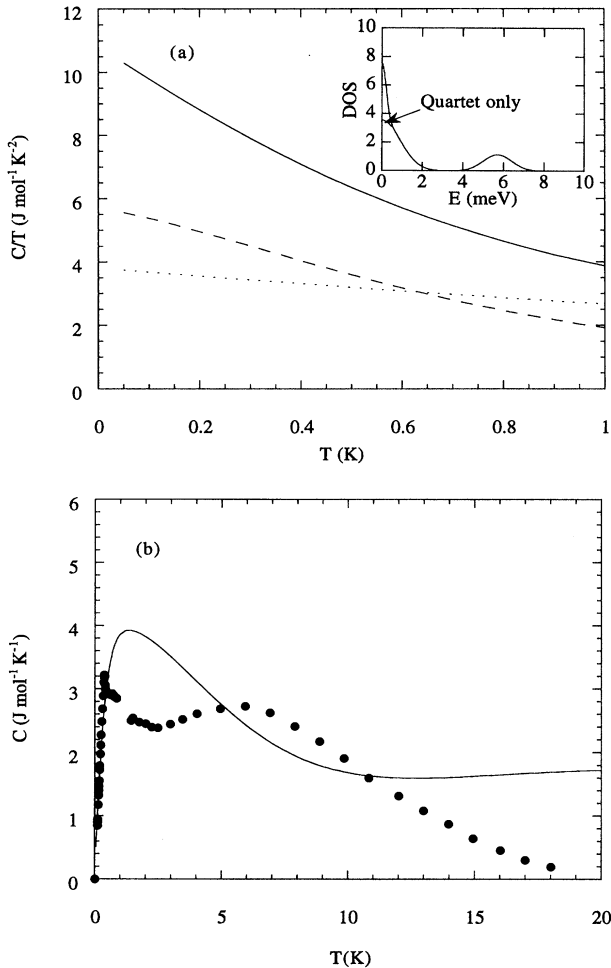 12
10
8
6
4
2
0
C/T (J mol⁻¹ K⁻²)
(a)
10
8
6
4
2
0
DOS
Quartet only
0 2 4 6 8 10
E (meV)
0 0.2 0.4 0.6 0.8 1
T (K)
6
5
4
3
2
1
0
C (J mol⁻¹ K⁻¹)
(b)
0 5 10 15 20
T(K)